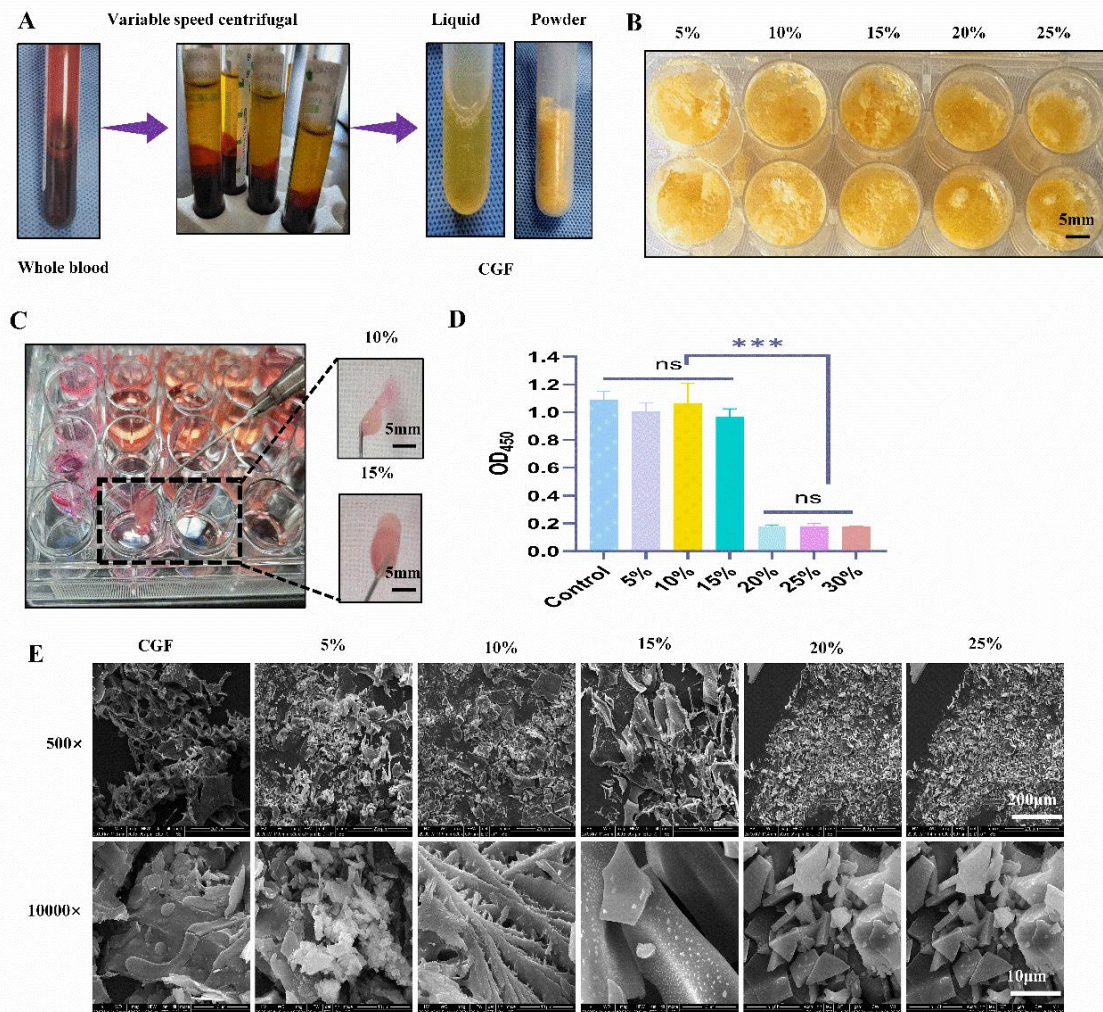 A
Variable speed centrifugal
Liquid
Powder
Whole blood
CGF
B
5%
10%
15%
20%
25%
5mm
C
10%
5mm
15%
5mm
D
***
ns
ns
1.4
1.2
1.0
0.8
0.6
0.4
0.2
0.0
OD450
Control
5%
10%
15%
20%
25%
30%
E
CGF
5%
10%
15%
20%
25%
500×
200μm
10000×
10μm